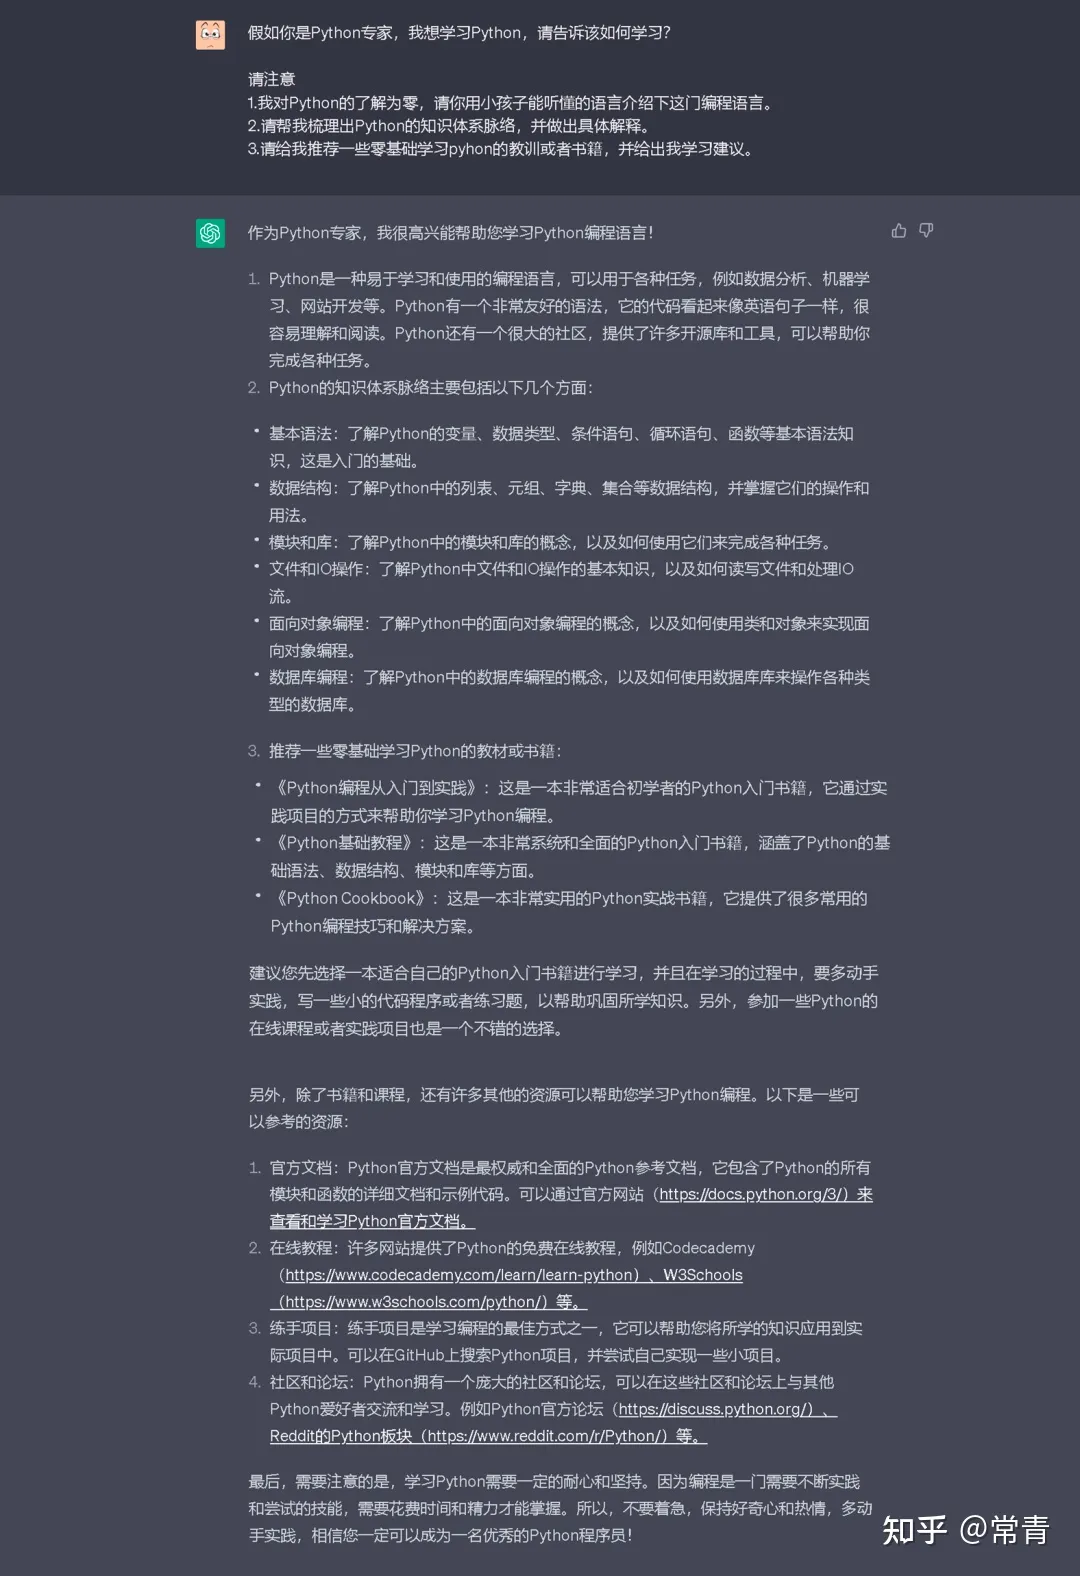 假如你是Python专家，我想学习Python，请告诉该如何学习？
请注意
1.我对Python的了解为零，请你用小孩子能听懂的语言介绍下这门编程语言。
2.请帮我梳理出Python的知识体系脉络，并做出具体解释。
3.请给我推荐一些零基础学习pyhon的教训或者书籍，并给出我学习建议。
作为Python专家，我很高兴能帮助您学习Python编程语言！
1. Python是一种易于学习和使用的编程语言，可以用于各种任务，例如数据分析、机器学
习、网站开发等。Python有一个非常友好的语法，它的代码看起来像英语句子一样，很
容易理解和阅读。Python还有一个很大的社区，提供了许多开源库和工具，可以帮助你
完成各种任务。
2. Python的知识体系脉络主要包括以下几个方面：
• 基本语法：了解Python的变量、数据类型、条件语句、循环语句、函数等基本语法知
识，这是入门的基础。
• 数据结构：了解Python中的列表、元组、字典、集合等数据结构，并掌握它们的操作和
用法。
• 模块和库：了解Python中的模块和库的概念，以及如何使用它们来完成各种任务。
• 文件和IO操作：了解Python中文件和IO操作的基本知识，以及如何读写文件和处理IO
流。
• 面向对象编程：了解Python中的面向对象编程的概念，以及如何使用类和对象来实现面
向对象编程。
• 数据库编程：了解Python中的数据库编程的概念，以及如何使用数据库库来操作各种类
型的数据库。
3. 推荐一些零基础学习Python的教材或书籍：
• 《Python编程从入门到实践》：这是一本非常适合初学者的Python入门书籍，它通过实
践项目的方式来帮助你学习Python编程。
• 《Python基础教程》：这是一本非常系统和全面的Python入门书籍，涵盖了Python的基
础语法、数据结构、模块和库等方面。
• 《Python Cookbook》：这是一本非常实用的Python实战书籍，它提供了很多常用的
Python编程技巧和解决方案。
建议您先选择一本适合自己的Python入门书籍进行学习，并且在学习的过程中，要多动手
实践，写一些小的代码程序或者练习题，以帮助巩固所学知识。另外，参加一些Python的
在线课程或者实践项目也是一个不错的选择。
另外，除了书籍和课程，还有许多其他的资源可以帮助您学习Python编程。以下是一些可
以参考的资源：
1. 官方文档：Python官方文档是最权威和全面的Python参考文档，它包含了Python的所有
模块和函数的详细文档和示例代码。可以通过官方网站（https://docs.python.org/3/）来
查看和学习Python官方文档。
2. 在线教程：许多网站提供了Python的免费在线教程，例如Codecademy
（https://www.codecademy.com/learn/learn-python）、W3Schools
（https://www.w3schools.com/python/）等。
3. 练手项目：练手项目是学习编程的最佳方式之一，它可以帮助您将所学的知识应用到实
际项目中。可以在GitHub上搜索Python项目，并尝试自己实现一些小项目。
4. 社区和论坛：Python拥有一个庞大的社区和论坛，可以在这些社区和论坛上与其他
Python爱好者交流和学习。例如Python官方论坛（https://discuss.python.org/）、
Reddit的Python板块（https://www.reddit.com/r/Python/）等。
最后，需要注意的是，学习Python需要一定的耐心和坚持。因为编程是一门需要不断实践
和尝试的技能，需要花费时间和精力才能掌握。所以，不要着急，保持好奇心和热情，多动
手实践，相信您一定可以成为一名优秀的Python程序员！
知乎 @常青